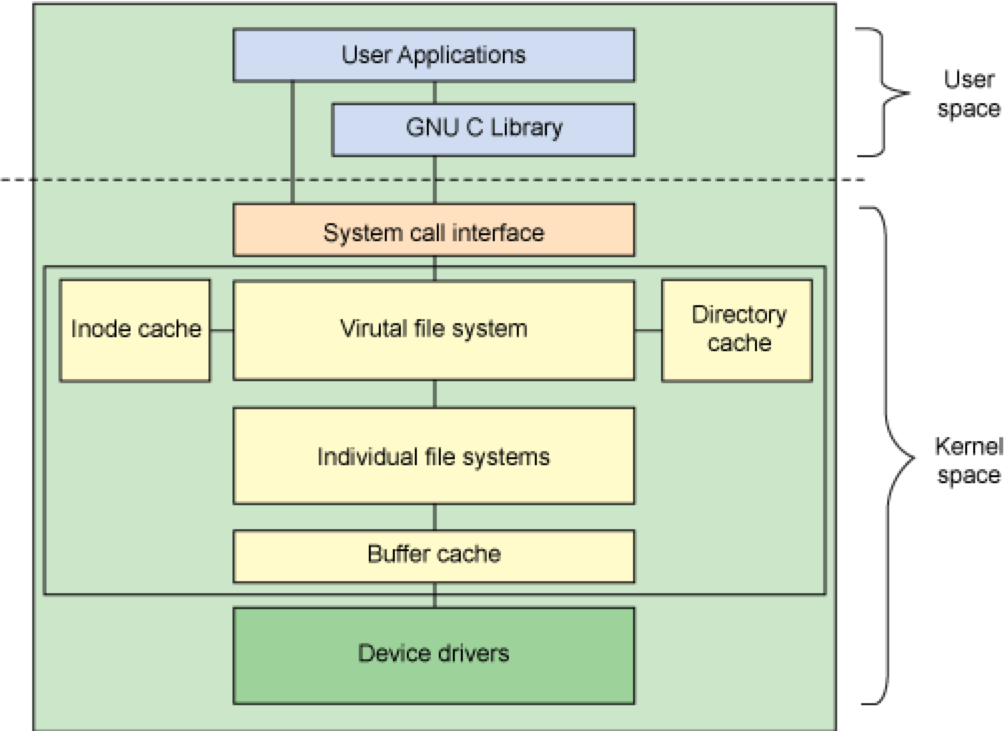 User Applications
User
space
GNU C Library
System call interface
Inode cache
Virutal file system
Directory
cache
Individual file systems
Kernel
space
Buffer cache
Device drivers